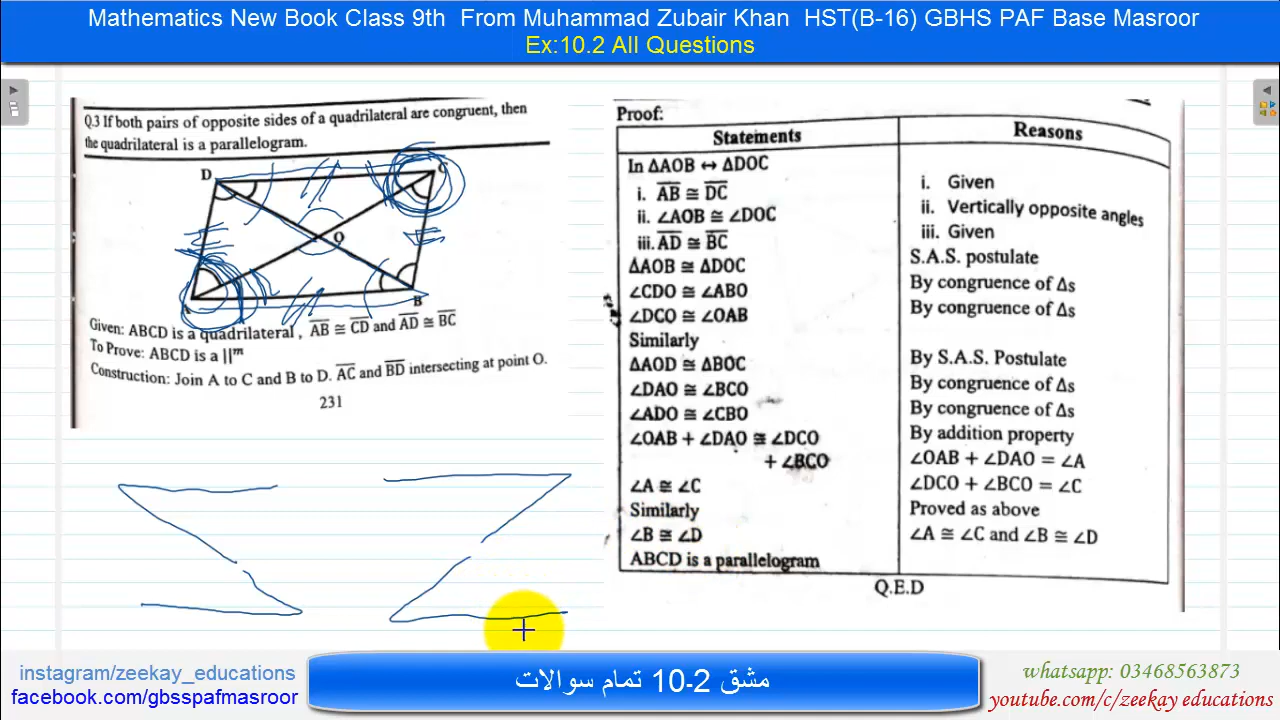 Mathematics New Book Class 9th From Muhammad Zubair Khan HST(B-16) GBHS PAF Base Masroor
Ex:10.2 All Questions
Q.3 If both pairs of opposite sides of a quadrilateral are congruent, then
the quadrilateral is a parallelogram.
D
C
O
A
B
Given: ABCD is a quadrilateral, AB ≅ CD and AD ≅ BC
To Prove: ABCD is a ||m
Construction: Join A to C and B to D. AC and BD intersecting at point O.
231
Proof:
Statements Reasons
In ΔAOB ↔ ΔDOC
i. AB ≅ DC i. Given
ii. ∠AOB ≅ ∠DOC ii. Vertically opposite angles
iii. AD ≅ BC iii. Given
ΔAOB ≅ ΔDOC S.A.S. postulate
∠CDO ≅ ∠ABO By congruence of Δs
∠DCO ≅ ∠OAB By congruence of Δs
Similarly
ΔAOD ≅ ΔBOC By S.A.S. Postulate
∠DAO ≅ ∠BCO By congruence of Δs
∠ADO ≅ ∠CBO By congruence of Δs
∠OAB + ∠DAO ≅ ∠DCO By addition property
+ ∠BCO ∠OAB + ∠DAO = ∠A
∠A ≅ ∠C ∠DCO + ∠BCO = ∠C
Similarly Proved as above
∠B ≅ ∠D ∠A ≅ ∠C and ∠B ≅ ∠D
ABCD is a parallelogram
Q.E.D
instagram/zeekay_educations
facebook.com/gbsspafmasroor
مشق 2-10 تمام سوالات
whatsapp: 03468563873
youtube.com/c/zeekay educations